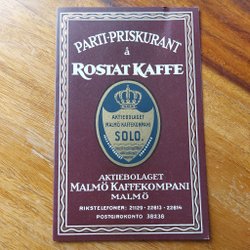 PARTI-PRISKURANT
å
ROSTAT KAFFE
AKTIEBOLAGET
MALMÖ KAFFEKOMPANI
SOLO.
AKTIEBOLAGET
MALMÖ KAFFEKOMPANI
MALMÖ
RIKSTELEFONER: 21129 - 22813 - 22814
POSTGIROKONTO 38238